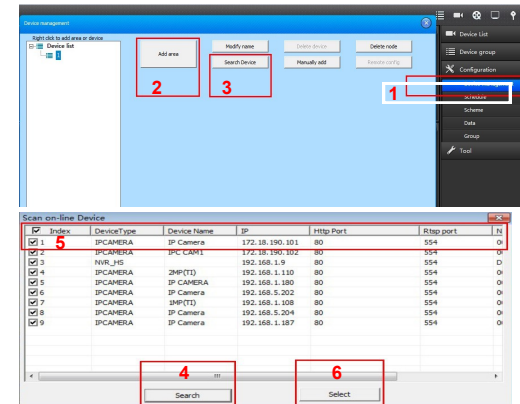 Device management
Right click to add area or device
Device list
1
Add area
Modify name
Delete device
Delete node
Search Device
Manually add
Remote config
2
3
Device List
Device group
Configuration
1
Schedule
Scheme
Data
Group
Tool
Scan on-line Device
Index DeviceType Device Name IP Http Port Rtsp port N
1 5 IPCAMERA IP Camera 172.18.190.101 80 554
2 IPCAMERA IPC CAM1 172.18.190.102 80 554
3 NVR_HS 192.168.1.9 80 554
4 IPCAMERA 2MP(TI) 192.168.1.110 80 554
5 IPCAMERA IP CAMERA 192.168.1.180 80 554
6 IPCAMERA IP Camera 192.168.5.202 80 554
7 IPCAMERA 1MP(TI) 192.168.1.108 80 554
8 IPCAMERA IP Camera 192.168.5.204 80 554
9 IPCAMERA IP Camera 192.168.1.187 80 554
4
6
Search
Select